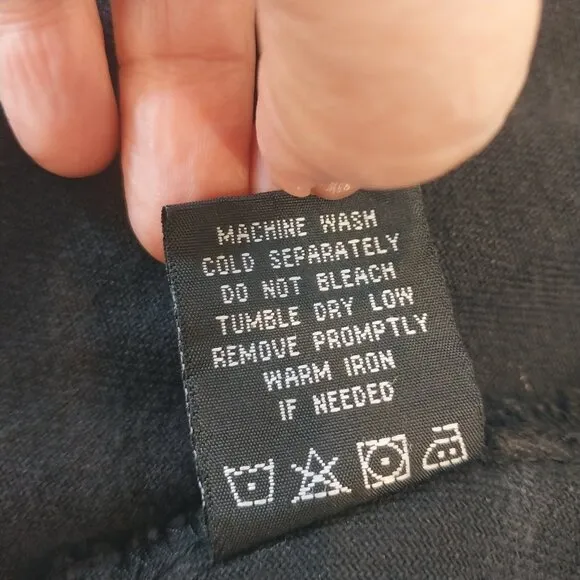 MACHINE WASH
COLD SEPARATELY
DO NOT BLEACH
TUMBLE DRY LOW
REMOVE PROMPTLY
WARM IRON
IF NEEDED